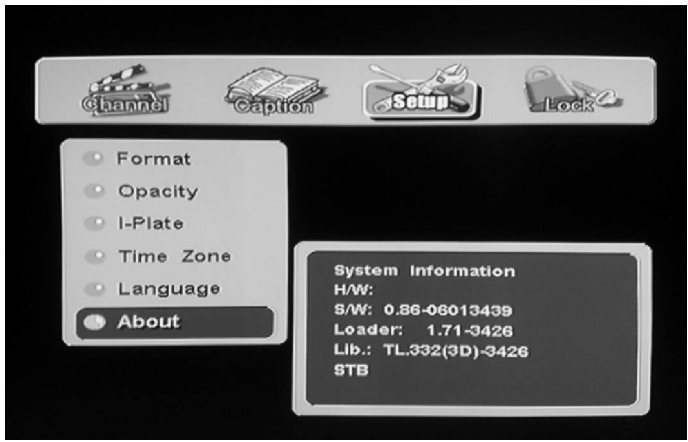 Channel Caption Setup Lock
Format
Opacity
I-Plate
Time Zone
Language
About
System Information
H/W:
S/W: 0.86-06013439
Loader: 1.71-3426
Lib.: TL.332(3D)-3426
STB